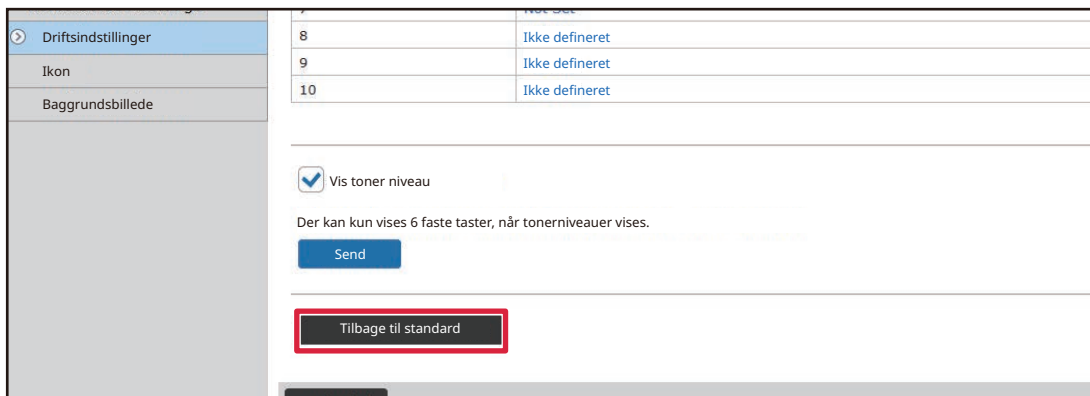 Driftsindstillinger
Ikon
Baggrundsbillede
8 Ikke defineret
9 Ikke defineret
10 Ikke defineret
Vis toner niveau
Der kan kun vises 6 faste taster, når tonerniveauer vises.
Send
Tilbage til standard